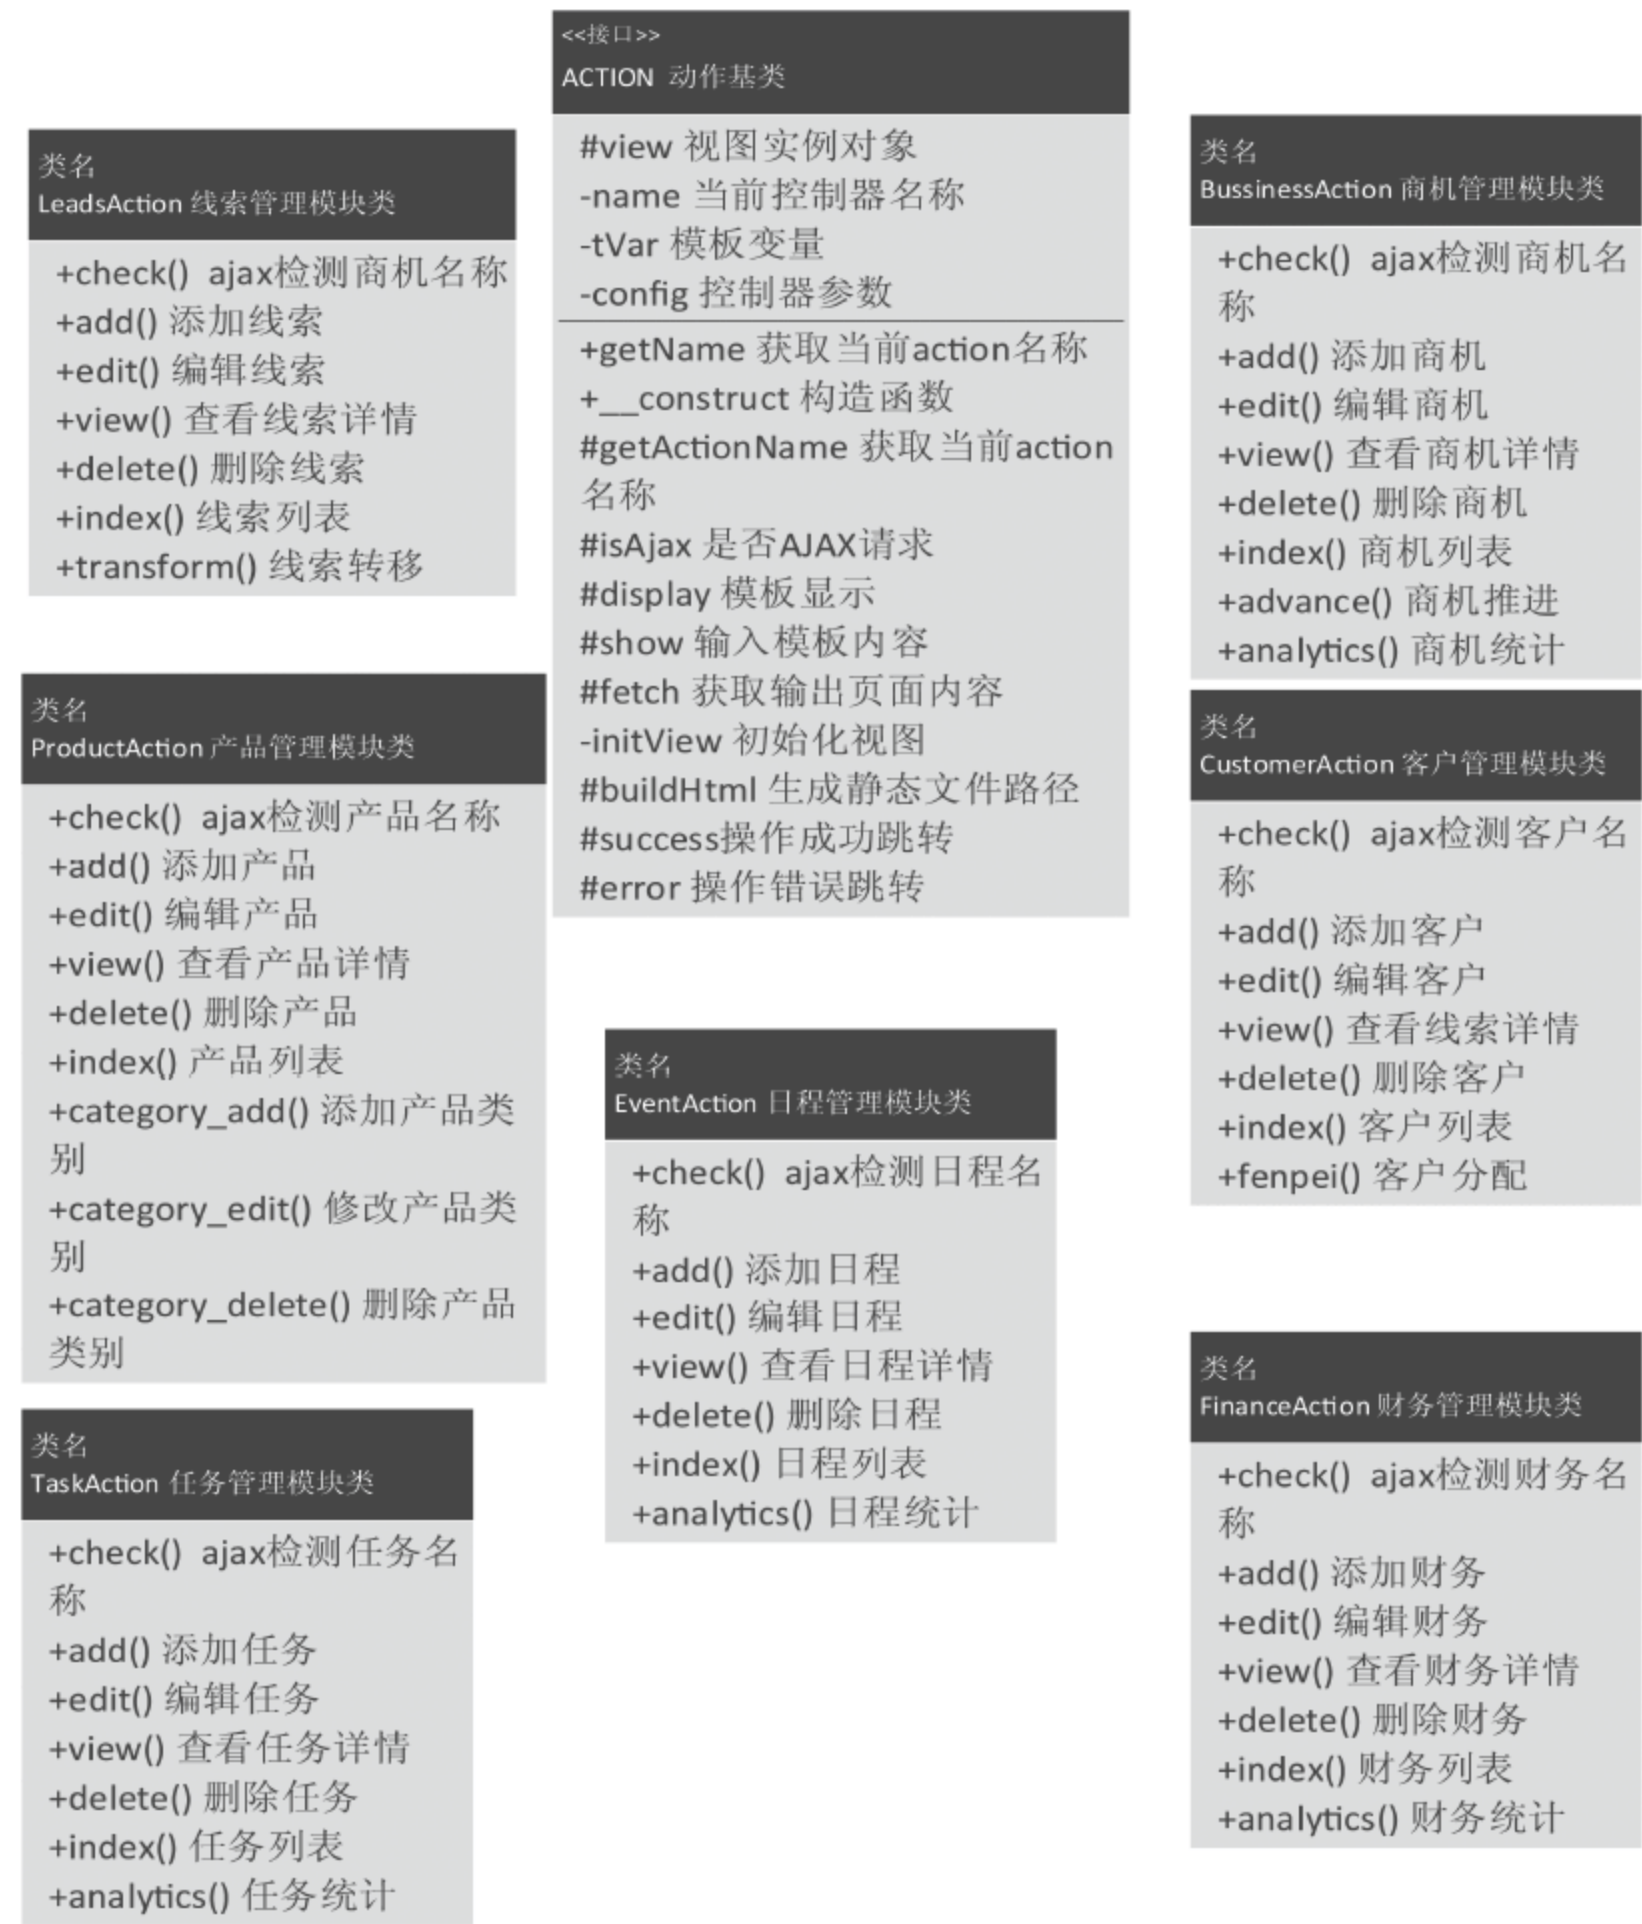 <<接口>>
ACTION 动作基类
#view 视图实例对象
-name 当前控制器名称
-tVar 模板变量
-config 控制器参数
+getName 获取当前action名称
+__construct 构造函数
#getActionName 获取当前action
名称
#isAjax 是否AJAX请求
#display 模板显示
#show 输入模板内容
#fetch 获取输出页面内容
-initView 初始化视图
#buildHtml 生成静态文件路径
#success操作成功跳转
#error 操作错误跳转
类名
LeadsAction 线索管理模块类
+check() ajax检测商机名称
+add() 添加线索
+edit() 编辑线索
+view() 查看线索详情
+delete() 删除线索
+index() 线索列表
+transform() 线索转移
类名
BussinessAction 商机管理模块类
+check() ajax检测商机名
称
+add() 添加商机
+edit() 编辑商机
+view() 查看商机详情
+delete() 删除商机
+index() 商机列表
+advance() 商机推进
+analytics() 商机统计
类名
ProductAction 产品管理模块类
+check() ajax检测产品名称
+add() 添加产品
+edit() 编辑产品
+view() 查看产品详情
+delete() 删除产品
+index() 产品列表
+category_add() 添加产品类
别
+category_edit() 修改产品类
别
+category_delete() 删除产品
类别
类名
CustomerAction 客户管理模块类
+check() ajax检测客户名
称
+add() 添加客户
+edit() 编辑客户
+view() 查看线索详情
+delete() 删除客户
+index() 客户列表
+fenpei() 客户分配
类名
EventAction 日程管理模块类
+check() ajax检测日程名
称
+add() 添加日程
+edit() 编辑日程
+view() 查看日程详情
+delete() 删除日程
+index() 日程列表
+analytics() 日程统计
类名
TaskAction 任务管理模块类
+check() ajax检测任务名
称
+add() 添加任务
+edit() 编辑任务
+view() 查看任务详情
+delete() 删除任务
+index() 任务列表
+analytics() 任务统计
类名
FinanceAction 财务管理模块类
+check() ajax检测财务名
称
+add() 添加财务
+edit() 编辑财务
+view() 查看财务详情
+delete() 删除财务
+index() 财务列表
+analytics() 财务统计